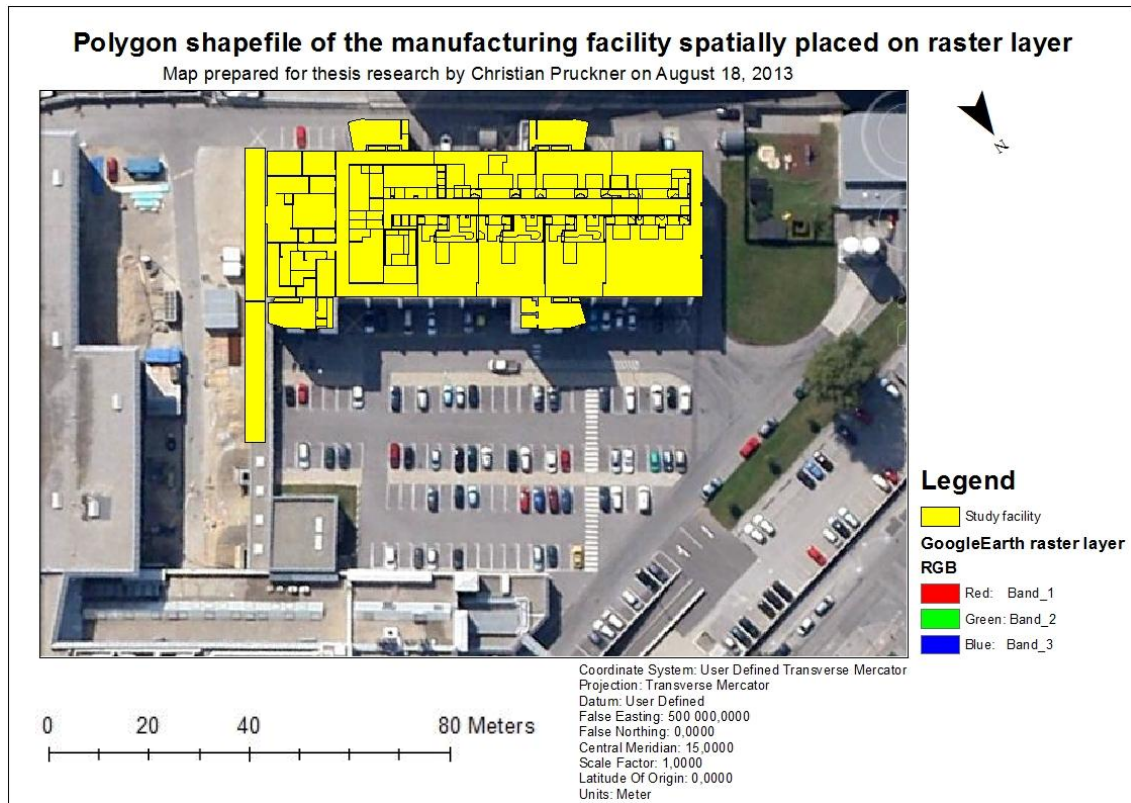 Polygon shapefile of the manufacturing facility spatially placed on raster layer
Map prepared for thesis research by Christian Pruckner on August 18, 2013
N
Legend
Study facility
GoogleEarth raster layer
RGB
Red: Band_1
Green: Band_2
Blue: Band_3
Coordinate System: User Defined Transverse Mercator
Projection: Transverse Mercator
Datum: User Defined
False Easting: 500 000,0000
False Northing: 0,0000
Central Meridian: 15,0000
Scale Factor: 1,0000
Latitude Of Origin: 0,0000
Units: Meter
0 20 40 80 Meters